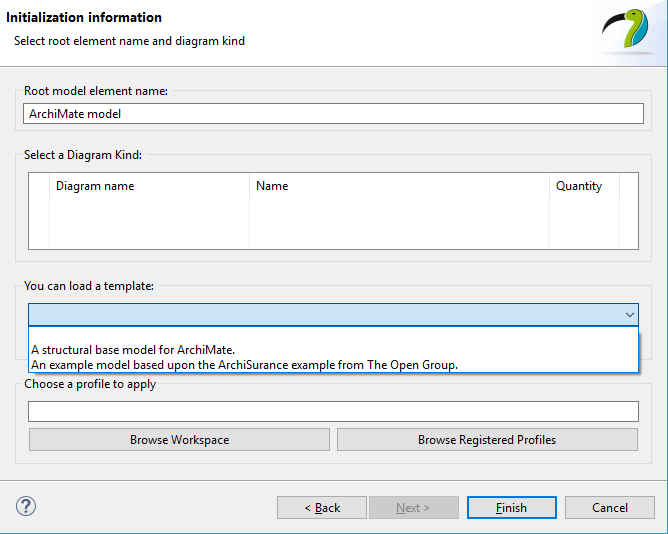 Initialization information
Select root element name and diagram kind
Root model element name:
ArchiMate model
Select a Diagram Kind:
Diagram name Name Quantity
You can load a template:
A structural base model for ArchiMate.
An example model based upon the ArchiSurance example from The Open Group.
Choose a profile to apply
Browse Workspace Browse Registered Profiles
? < Back Next > Finish Cancel